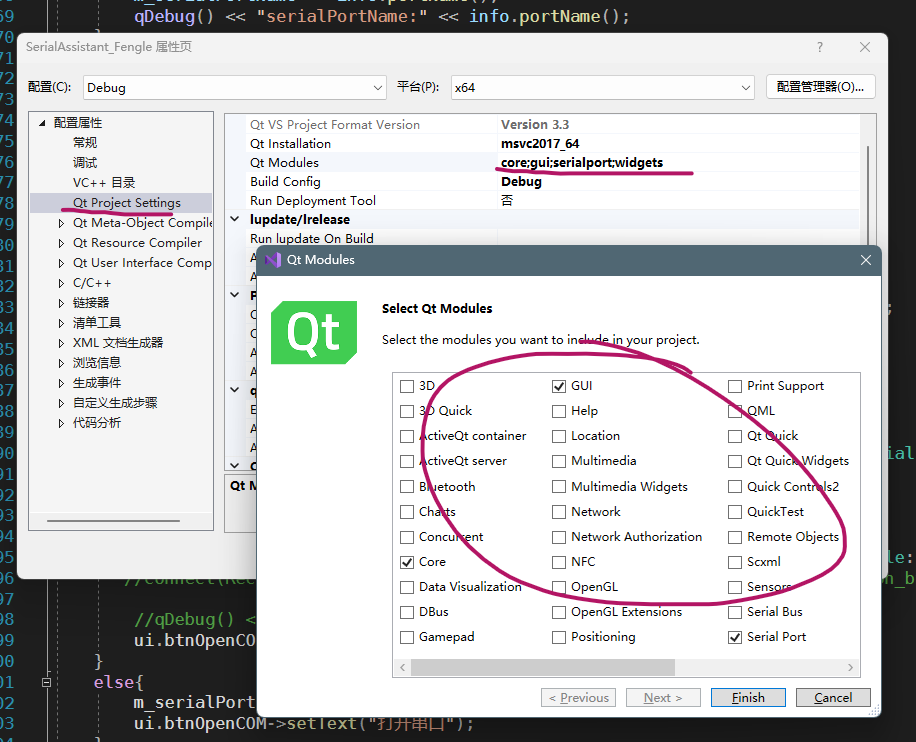 69
qDebug() << "serialPortName:" << info.portName();
SerialAssistant_Fengle 属性页
?
配置(C):
Debug
平台(P):
x64
配置管理器(O)...
配置属性
常规
调试
VC++ 目录
Qt Project Settings
Qt Meta-Object Compile
Qt Resource Compiler
Qt User Interface Comp
C/C++
链接器
清单工具
XML 文档生成器
浏览信息
生成事件
自定义生成步骤
代码分析
Qt VS Project Format Version
Version 3.3
Qt Installation
msvc2017_64
Qt Modules
core;gui;serialport;widgets
Build Config
Debug
Run Deployment Tool
否
lupdate/lrelease
Run lupdate On Build
Qt M
Qt Modules
Qt
Select Qt Modules
Select the modules you want to include in your project.
3D
GUI
Print Support
3D Quick
Help
QML
ActiveQt container
Location
Qt Quick
ActiveQt server
Multimedia
Qt Quick Widgets
Bluetooth
Multimedia Widgets
Quick Controls2
Charts
Network
QuickTest
Concurrent
Network Authorization
Remote Objects
Core
NFC
Scxml
Data Visualization
OpenGL
Sensors
DBus
OpenGL Extensions
Serial Bus
Gamepad
Positioning
Serial Port
< Previous
Next >
Finish
Cancel
//qDebug() <
ui.btnOpenCO
}
else{
m_serialPort
ui.btnOpenCOM->setText("打开串口");